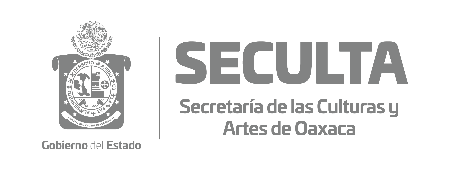 SECULTA
Secretaría de las Culturas y
Artes de Oaxaca
Gobierno del Estado